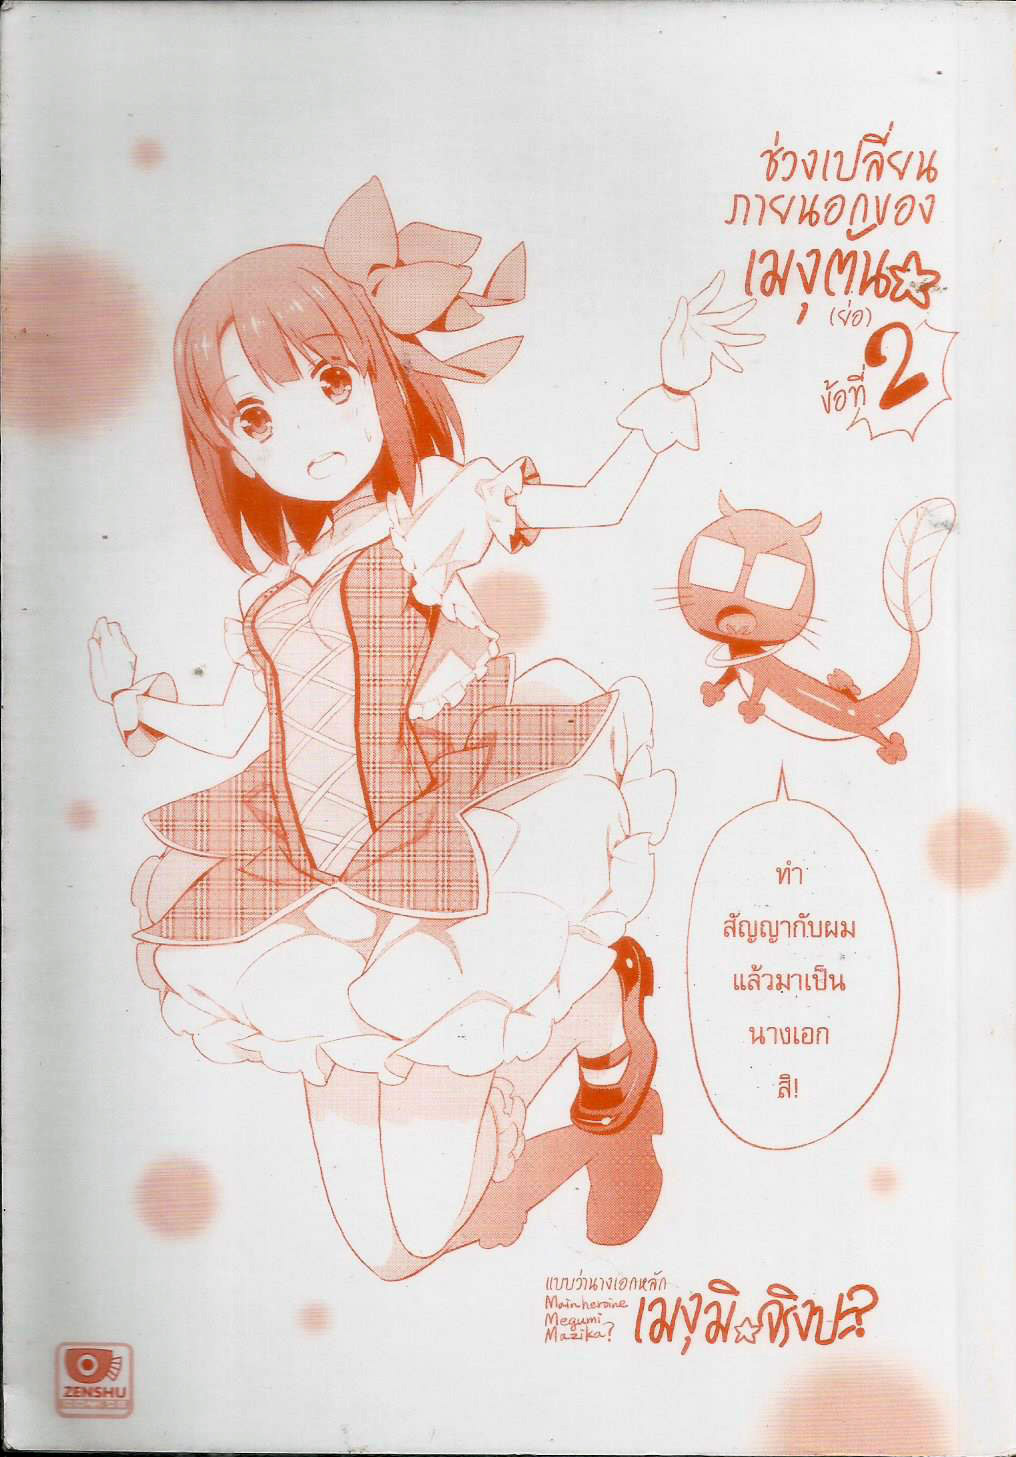 ช่วงเปลี่ยน
ภายนอกของ
เมงุตัน
(ย่อ)
ข้อที่ 2
ทำ
สัญญากับผม
แล้วมาเป็น
นางเอก
สิ!
แบบว่านางเอกหลัก
Main heroine
Megumi
Mazika?
เมงุมิ☆จริงปะ?
ZENSHU
COMICS